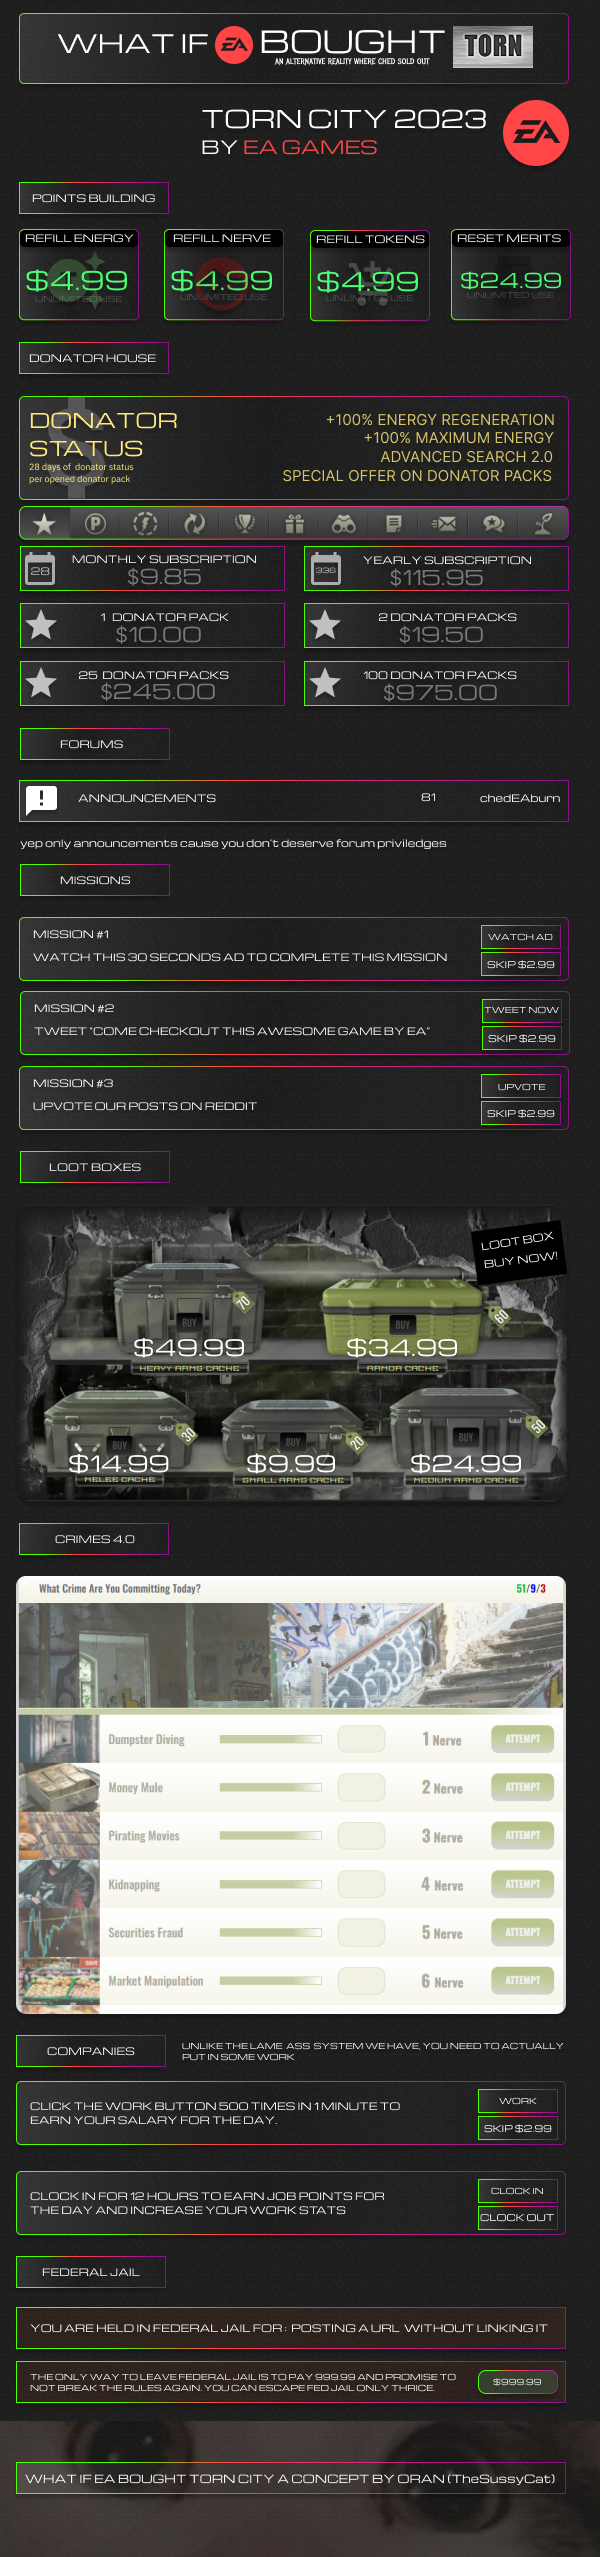 WHAT IF EA BOUGHT TORN
AN ALTERNATIVE REALITY WHERE CHED SOLD OUT
TORN CITY 2023
BY EA GAMES
EA
POINTS BUILDING
REFILL ENERGY
$4.99
UNLIMITED USE
REFILL NERVE
$4.99
UNLIMITED USE
REFILL TOKENS
$4.99
UNLIMITED USE
RESET MERITS
$24.99
UNLIMITED USE
DONATOR HOUSE
DONATOR
STATUS
28 days of donator status
per opened donator pack
+100% ENERGY REGENERATION
+100% MAXIMUM ENERGY
ADVANCED SEARCH 2.0
SPECIAL OFFER ON DONATOR PACKS
28
MONTHLY SUBSCRIPTION
$9.85
336
YEARLY SUBSCRIPTION
$115.95
1 DONATOR PACK
$10.00
2 DONATOR PACKS
$19.50
25 DONATOR PACKS
$245.00
100 DONATOR PACKS
$975.00
FORUMS
ANNOUNCEMENTS 81 chedEAburn
yep only announcements cause you don't deserve forum priviledges
MISSIONS
MISSION #1
WATCH THIS 30 SECONDS AD TO COMPLETE THIS MISSION
WATCH AD
SKIP $2.99
MISSION #2
TWEET "COME CHECKOUT THIS AWESOME GAME BY EA"
TWEET NOW
SKIP $2.99
MISSION #3
UPVOTE OUR POSTS ON REDDIT
UPVOTE
SKIP $2.99
LOOT BOXES
LOOT BOX
BUY NOW!
70
BUY
$49.99
HEAVY ARMS CACHE
60
BUY
$34.99
ARMOR CACHE
30
BUY
$14.99
MELEE CACHE
20
BUY
$9.99
SMALL ARMS CACHE
50
BUY
$24.99
MEDIUM ARMS CACHE
CRIMES 4.0
What Crime Are You Committing Today? 51/9/3
Dumpster Diving 1 Nerve ATTEMPT
Money Mule 2 Nerve ATTEMPT
Pirating Movies 3 Nerve ATTEMPT
Kidnapping 4 Nerve ATTEMPT
Securities Fraud 5 Nerve ATTEMPT
SAVE
Market Manipulation 6 Nerve ATTEMPT
COMPANIES
UNLIKE THE LAME ASS SYSTEM WE HAVE, YOU NEED TO ACTUALLY
PUT IN SOME WORK
CLICK THE WORK BUTTON 500 TIMES IN 1 MINUTE TO
EARN YOUR SALARY FOR THE DAY.
WORK
SKIP $2.99
CLOCK IN FOR 12 HOURS TO EARN JOB POINTS FOR
THE DAY AND INCREASE YOUR WORK STATS
CLOCK IN
CLOCK OUT
FEDERAL JAIL
YOU ARE HELD IN FEDERAL JAIL FOR : POSTING A URL WITHOUT LINKING IT
THE ONLY WAY TO LEAVE FEDERAL JAIL IS TO PAY 999.99 AND PROMISE TO
NOT BREAK THE RULES AGAIN. YOU CAN ESCAPE FED JAIL ONLY THRICE.
$999.99
WHAT IF EA BOUGHT TORN CITY A CONCEPT BY ORAN (TheSussyCat)